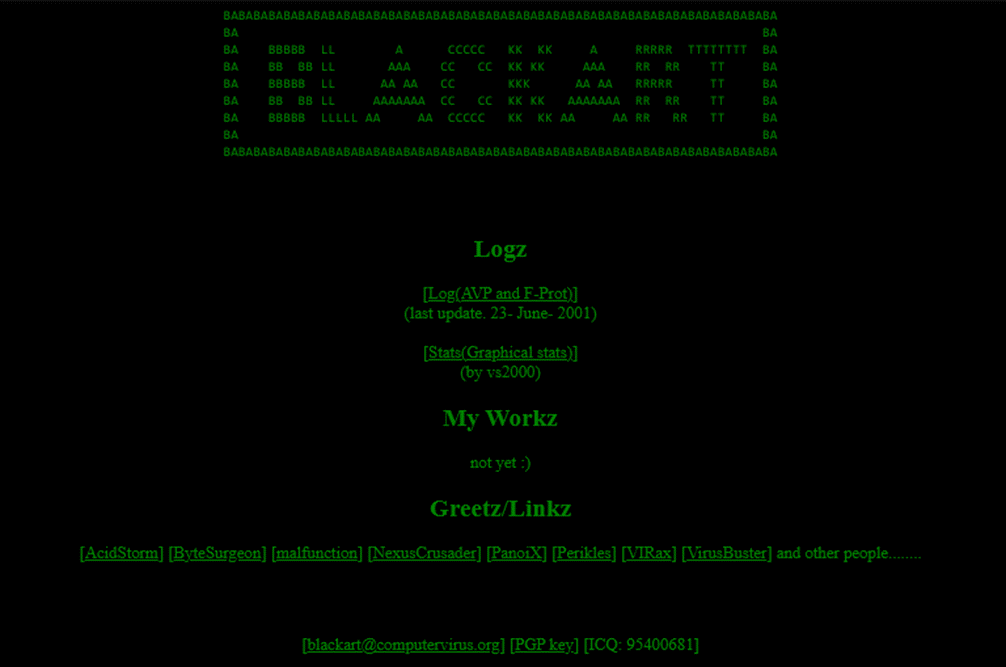 BABABABABABABABABABABABABABABABABABABABABABABABABABABABABABABABABABABABABA
BA                                                                      BA
BA    BBBBB  LL        A      CCCCC   KK  KK     A     RRRRR  TTTTTTTT  BA
BA    BB  BB LL       AAA    CC   CC  KK KK     AAA    RR  RR    TT     BA
BA    BBBBB  LL      AA AA   CC       KKK      AA AA   RRRRR     TT     BA
BA    BB  BB LL     AAAAAAA  CC   CC  KK KK   AAAAAAA  RR  RR    TT     BA
BA    BBBBB  LLLLL AA     AA  CCCCC   KK  KK AA     AA RR   RR   TT     BA
BA                                                                      BA
BABABABABABABABABABABABABABABABABABABABABABABABABABABABABABABABABABABABABA
Logz
[Log(AVP and F-Prot)]
(last update. 23- June- 2001)
[Stats(Graphical stats)]
(by vs2000)
My Workz
not yet :)
Greetz/Linkz
[AcidStorm] [ByteSurgeon] [malfunction] [NexusCrusader] [PanoiX] [Perikles] [VIRax] [VirusBuster] and other people........
[blackart@computervirus.org] [PGP key] [ICQ: 95400681]